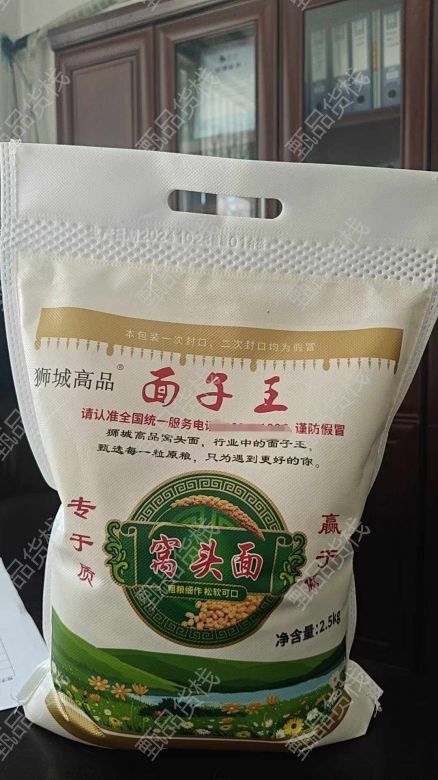 本包装一次封口，二次封口均为假冒
狮城高品®
面子王
请认准全国统一服务电话 谨防假冒
狮城高品窝头面，行业中的面子王，
甄选每一粒原粮，只为遇到更好的你。
专于质
赢于
窝头面
粗粮细作 松软可口
净含量：2.5kg
甄品货栈